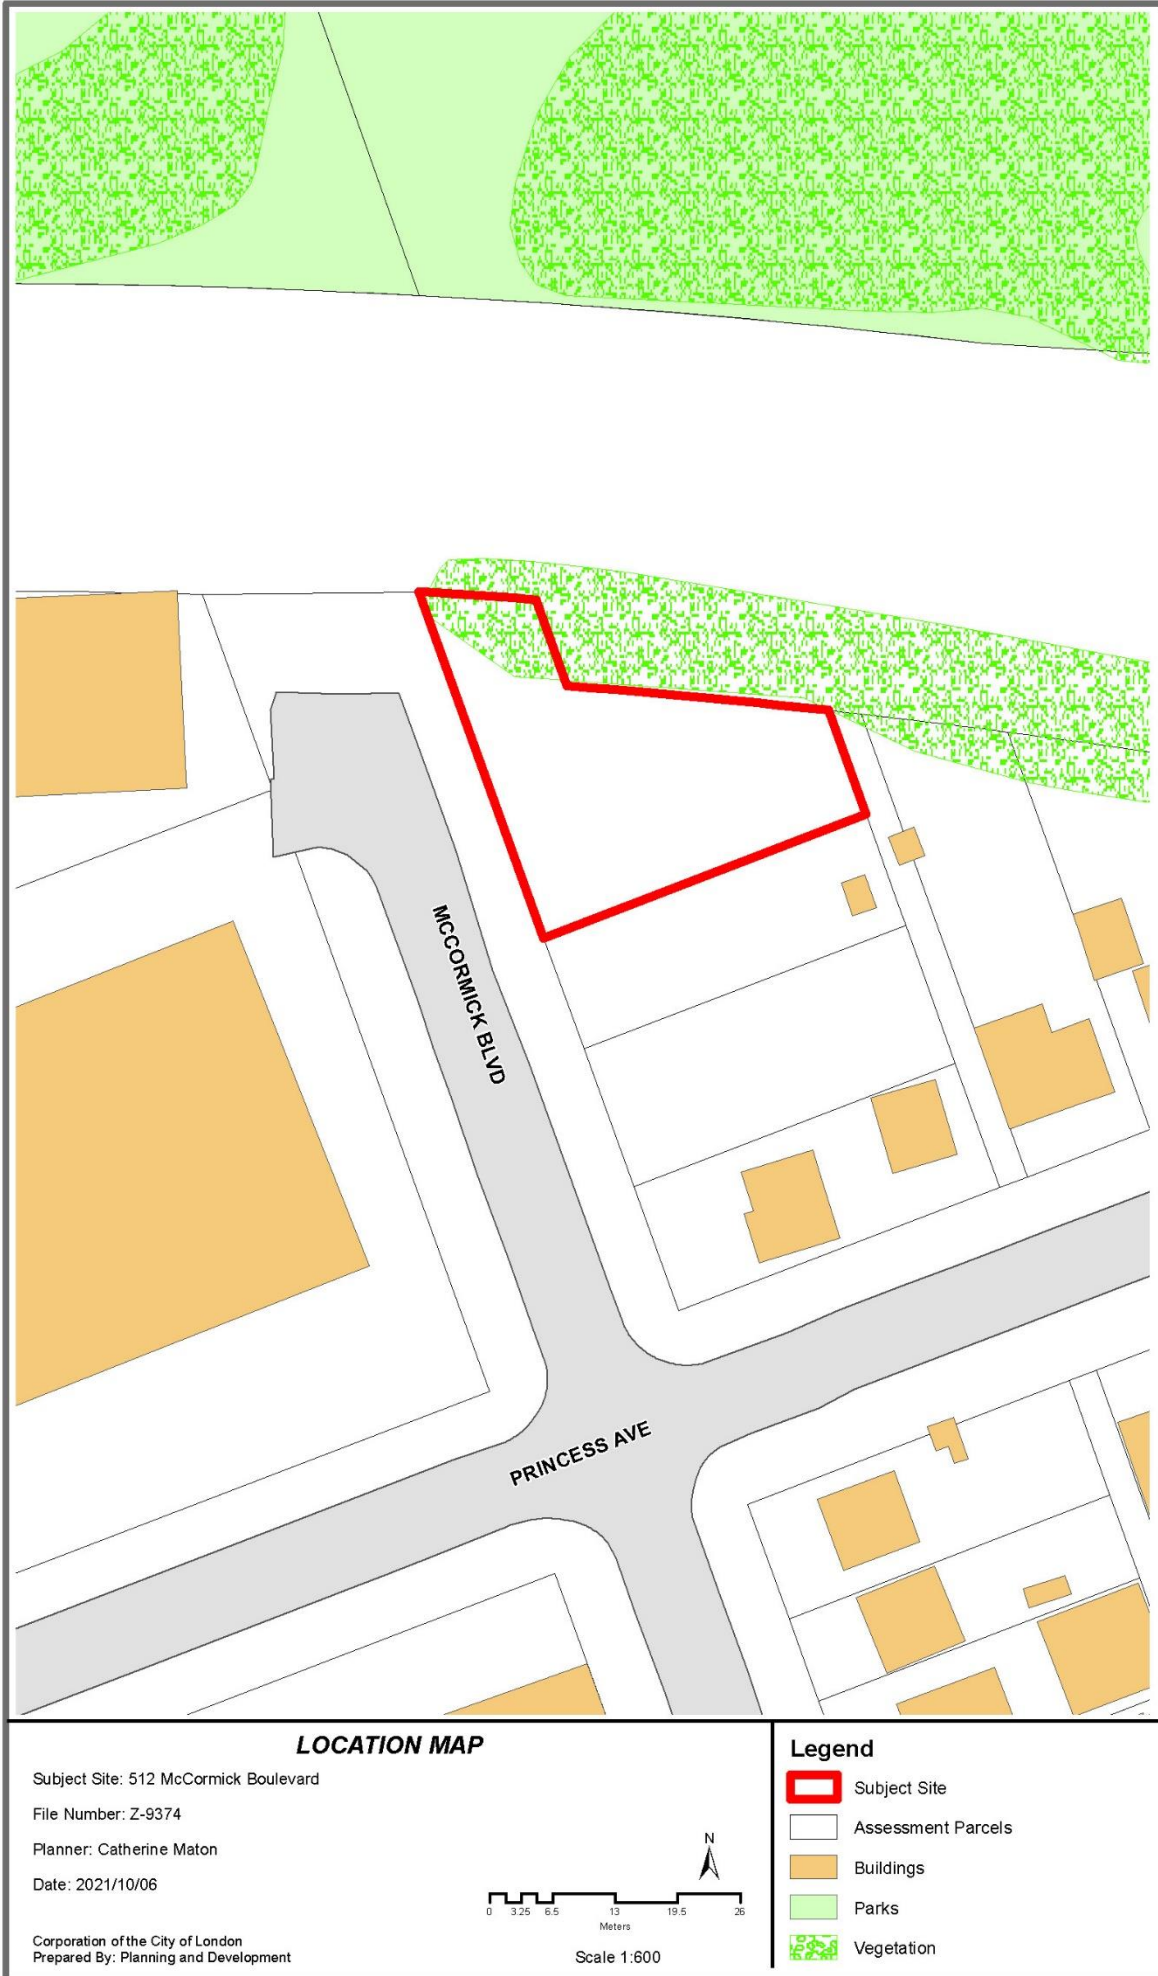 MCCORMICK BLVD
PRINCESS AVE
LOCATION MAP
Subject Site: 512 McCormick Boulevard
File Number: Z-9374
Planner: Catherine Maton
Date: 2021/10/06
Corporation of the City of London
Prepared By: Planning and Development
N
0 3.25 6.5 13 19.5 26
Meters
Scale 1:600
Legend
Subject Site
Assessment Parcels
Buildings
Parks
Vegetation